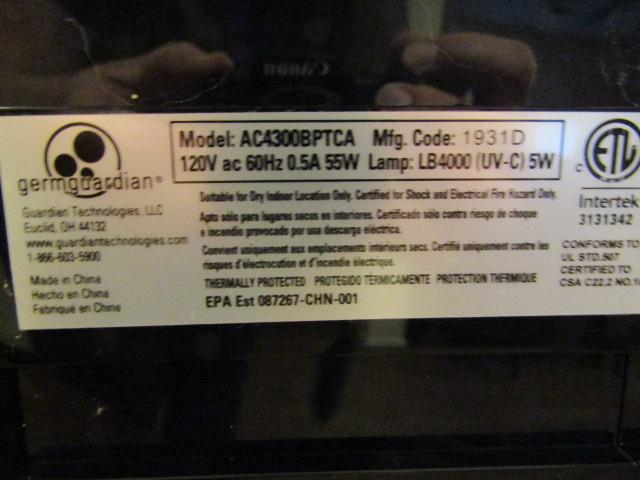 Canon
Model: AC4300BPTCA Mfg. Code: 1931D
120V ac 60Hz 0.5A 55W Lamp: LB4000 (UV-C) 5W
germguardian®
Guardian Technologies, LLC
Euclid, OH 44132
www.guardiantechnologies.com
1-866-603-5900
Made in China
Hecho en China
Fabriqué en Chine
Suitable for Dry Indoor Location Only. Certified for Shock and Electrical Fire Hazard Only.
Apto sólo para lugares secos en interiores. Certificado sólo contra riesgo de choque
e incendio provocado por una descarga eléctrica.
Convient uniquement aux emplacements intérieurs secs. Certifié uniquement contre les
risques d'électrocution et d'incendie électrique.
THERMALLY PROTECTED PROTEGIDO TÉRMICAMENTE PROTECTION THERMIQUE
EPA Est 087267-CHN-001
C ETL
Intertek
3131342
CONFORMS TO
UL STD.507
CERTIFIED TO
CSA C22.2 NO.